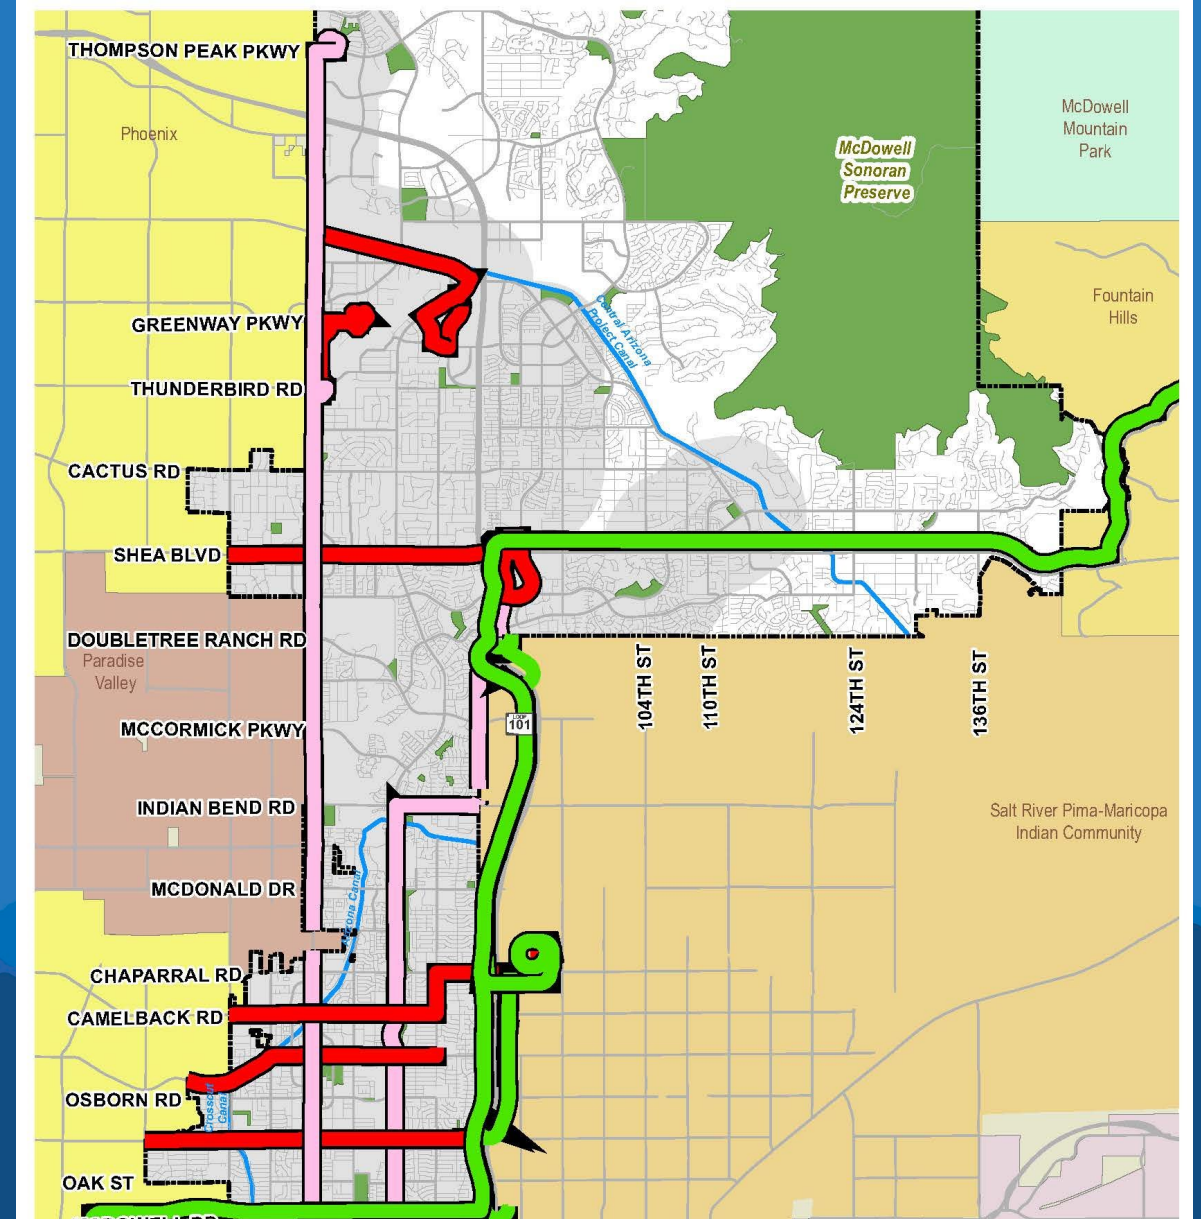 THOMPSON PEAK PKWY
Phoenix
McDowell
Mountain
Park
McDowell
Sonoran
Preserve
Fountain
Hills
GREENWAY PKWY
Central Arizona
Project Canal
THUNDERBIRD RD
CACTUS RD
SHEA BLVD
DOUBLETREE RANCH RD
Paradise
Valley
104TH ST
110TH ST
124TH ST
136TH ST
MCCORMICK PKWY
LOOP
101
INDIAN BEND RD
Salt River Pima-Maricopa
Indian Community
MCDONALD DR
Arizona Canal
CHAPARRAL RD
CAMELBACK RD
OSBORN RD
Crosscut
Canal
OAK ST